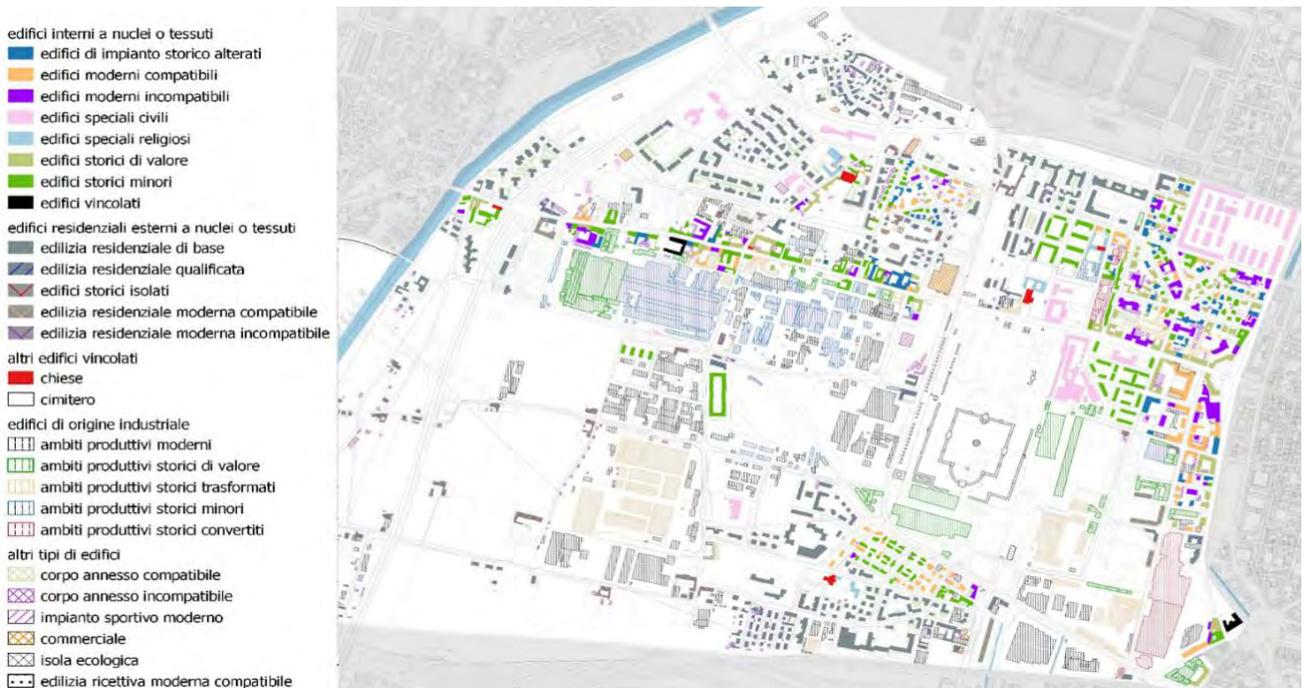 edifici interni a nuclei o tessuti
edifici di impianto storico alterati
edifici moderni compatibili
edifici moderni incompatibili
edifici speciali civili
edifici speciali religiosi
edifici storici di valore
edifici storici minori
edifici vincolati
edifici residenziali esterni a nuclei o tessuti
edilizia residenziale di base
edilizia residenziale qualificata
edifici storici isolati
edilizia residenziale moderna compatibile
edilizia residenziale moderna incompatibile
altri edifici vincolati
chiese
cimitero
edifici di origine industriale
ambiti produttivi moderni
ambiti produttivi storici di valore
ambiti produttivi storici trasformati
ambiti produttivi storici minori
ambiti produttivi storici convertiti
altri tipi di edifici
corpo annesso compatibile
corpo annesso incompatibile
impianto sportivo moderno
commerciale
isola ecologica
edilizia ricettiva moderna compatibile